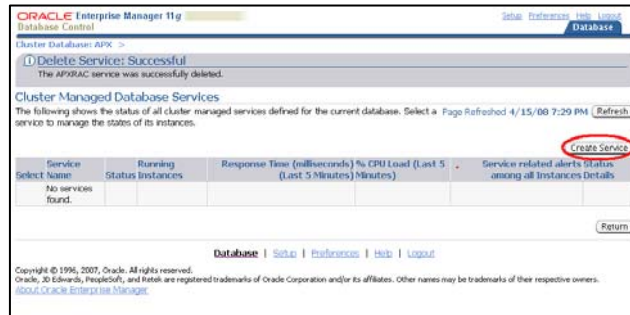 ORACLE Enterprise Manager 11g
Database Control
Setup Preferences Help Logout
Database
Cluster Database: APX >
Delete Service: Successful
The APXRAC service was successfully deleted.
Cluster Managed Database Services
The following shows the status of all cluster managed services defined for the current database. Select a service to manage the states of its instances.
Page Refreshed 4/15/08 7:29 PM Refresh
Create Service
Select Service Name Status Running Instances Response Time (milliseconds) (Last 5 Minutes) % CPU Load (Last 5 Minutes) Service related alerts among all Instances Status Details
No services found.
Return
Database | Setup | Preferences | Help | Logout
Copyright © 1996, 2007, Oracle. All rights reserved.
Oracle, JD Edwards, PeopleSoft, and Retek are registered trademarks of Oracle Corporation and/or its affiliates. Other names may be trademarks of their respective owners.
About Oracle Enterprise Manager